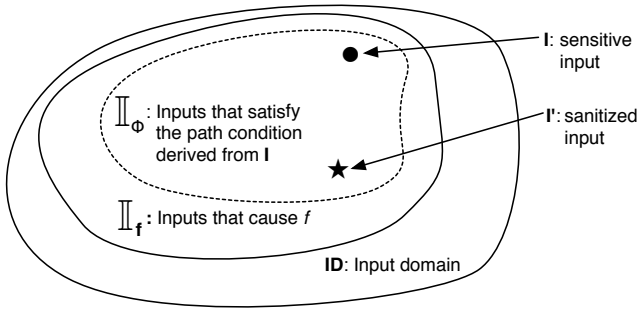 I: sensitive
input
𝕀Φ: Inputs that satisfy
the path condition
derived from I
I': sanitized
input
𝕀f: Inputs that cause f
ID: Input domain